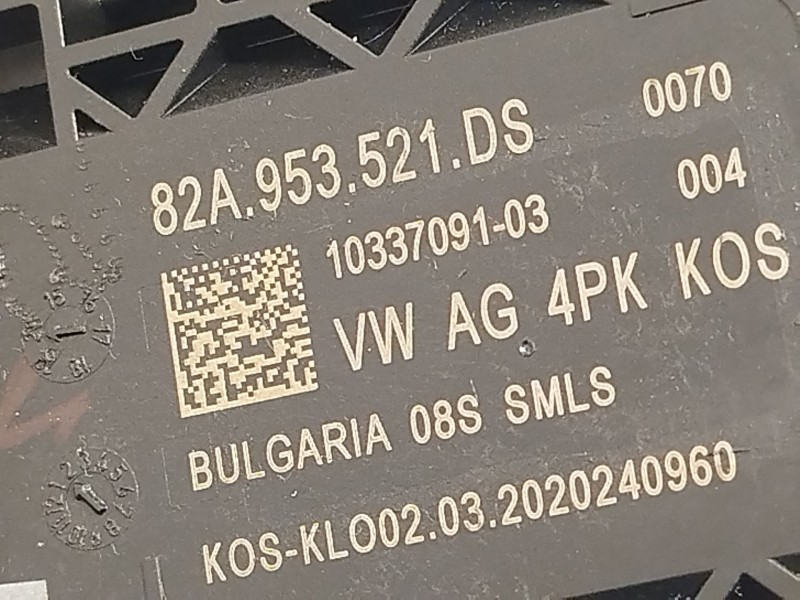 82A.953.521.DS 0070
10337091-03 004
VW AG 4PK KOS
BULGARIA 08S SMLS
KOS-KLO02.03.2020240960